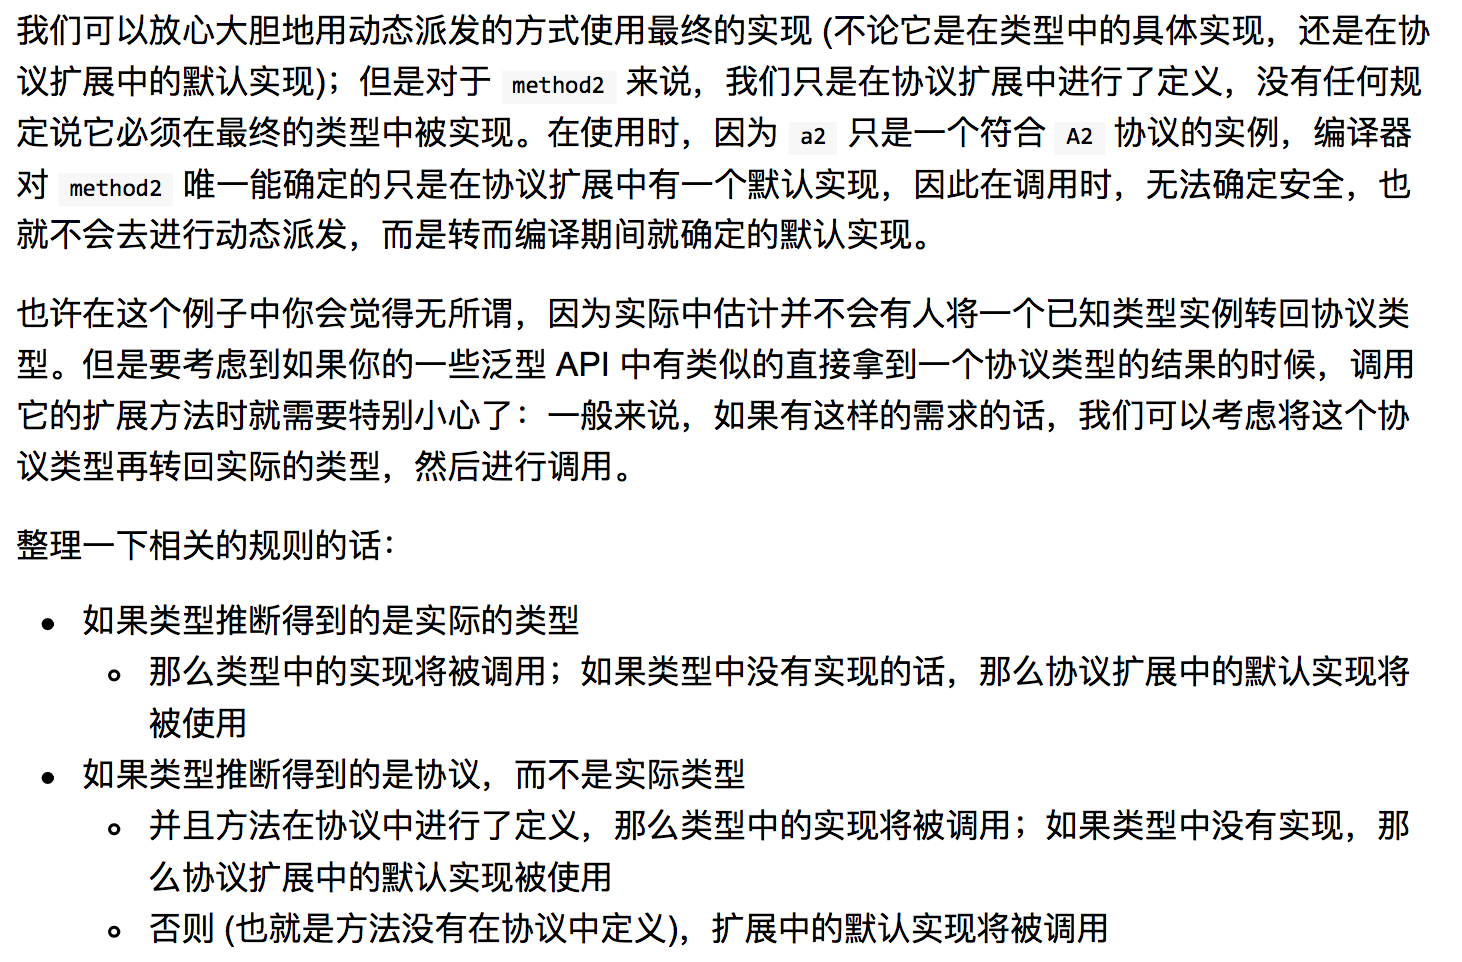 我们可以放心大胆地用动态派发的方式使用最终的实现 (不论它是在类型中的具体实现，还是在协
议扩展中的默认实现)；但是对于 method2 来说，我们只是在协议扩展中进行了定义，没有任何规
定说它必须在最终的类型中被实现。在使用时，因为 a2 只是一个符合 A2 协议的实例，编译器
对 method2 唯一能确定的只是在协议扩展中有一个默认实现，因此在调用时，无法确定安全，也
就不会去进行动态派发，而是转而编译期间就确定的默认实现。
也许在这个例子中你会觉得无所谓，因为实际中估计并不会有人将一个已知类型实例转回协议类
型。但是要考虑到如果你的一些泛型 API 中有类似的直接拿到一个协议类型的结果的时候，调用
它的扩展方法时就需要特别小心了：一般来说，如果有这样的需求的话，我们可以考虑将这个协
议类型再转回实际的类型，然后进行调用。
整理一下相关的规则的话：
• 如果类型推断得到的是实际的类型
◦ 那么类型中的实现将被调用；如果类型中没有实现的话，那么协议扩展中的默认实现将
被使用
• 如果类型推断得到的是协议，而不是实际类型
◦ 并且方法在协议中进行了定义，那么类型中的实现将被调用；如果类型中没有实现，那
么协议扩展中的默认实现被使用
◦ 否则 (也就是方法没有在协议中定义)，扩展中的默认实现将被调用